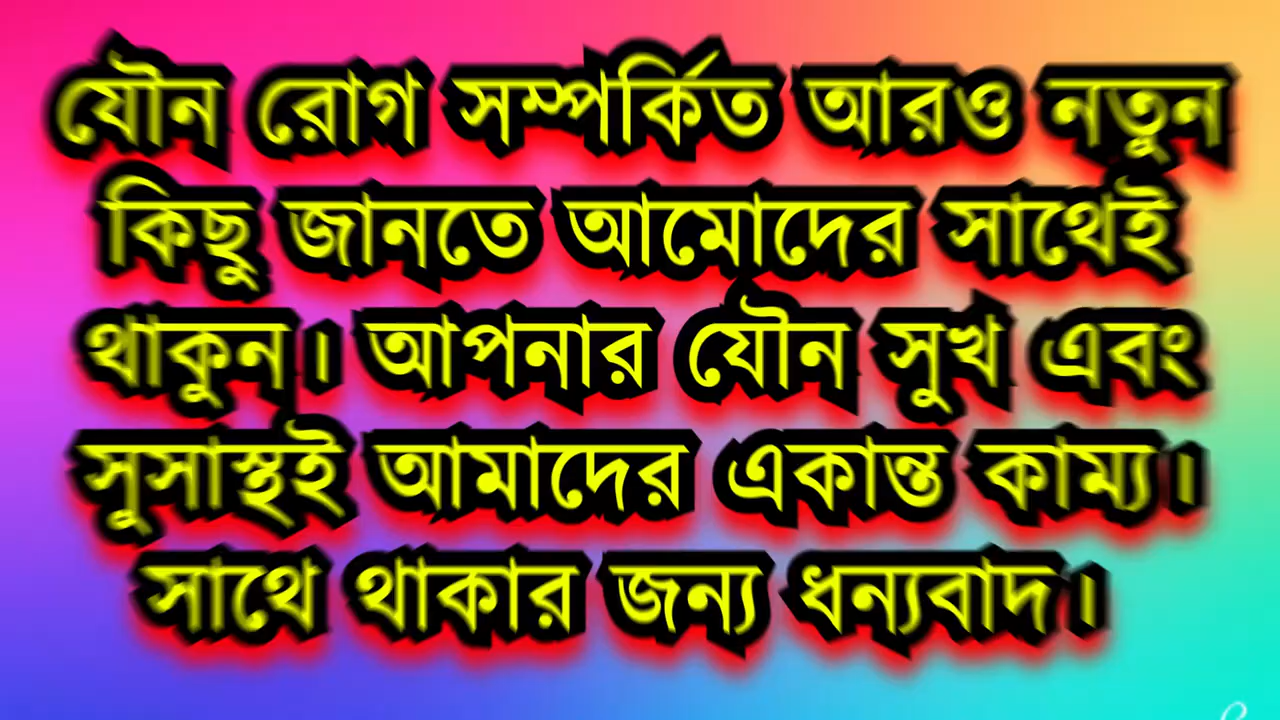 যৌন রোগ সম্পর্কিত আরও নতুন
কিছু জানতে আমোদের সাথেই
থাকুন। আপনার যৌন সুখ এবং
সুসাস্থই আমাদের একান্ত কাম্য।
সাথে থাকার জন্য ধন্যবাদ।